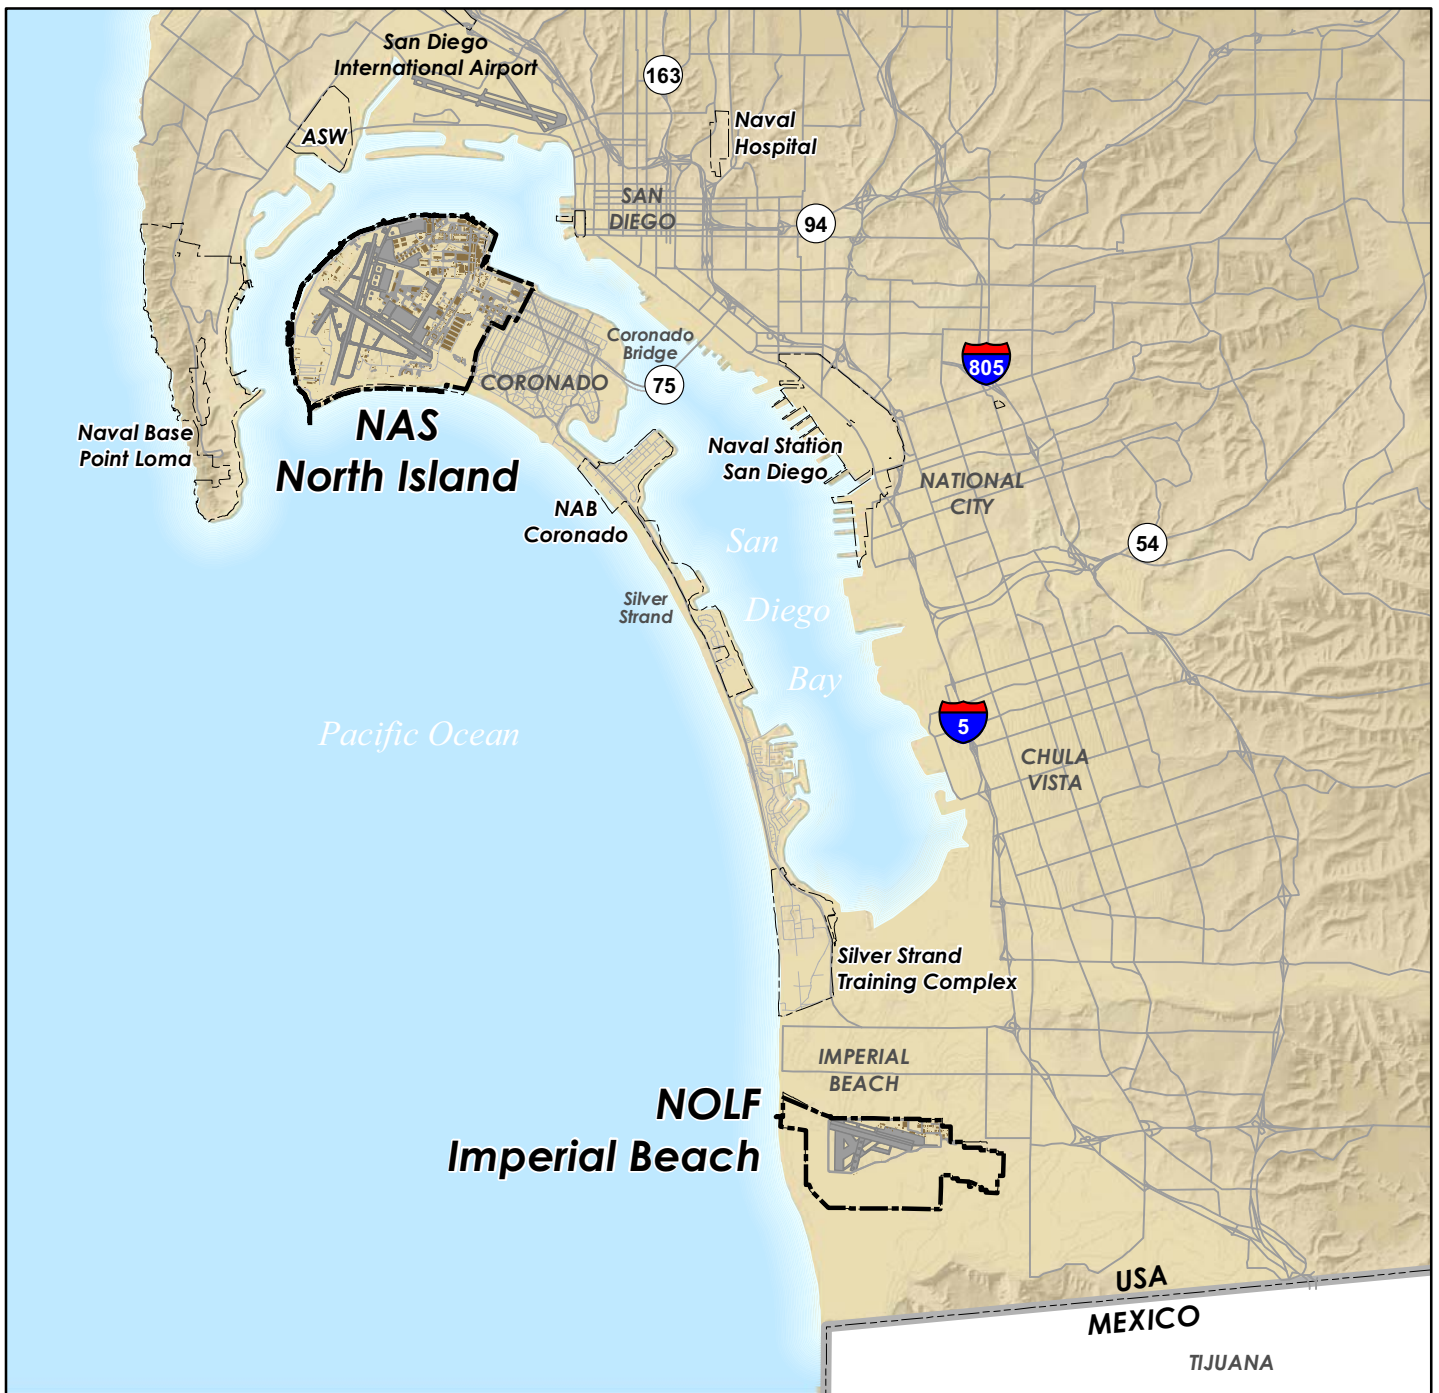 San Diego
International Airport
163
ASW
Naval
Hospital
SAN
DIEGO
94
Coronado
Bridge
805
CORONADO
75
NAS
North Island
Naval Base
Point Loma
Naval Station
San Diego
NATIONAL
CITY
NAB
Coronado
54
San
Diego
Bay
Silver
Strand
Pacific Ocean
5
CHULA
VISTA
Silver Strand
Training Complex
IMPERIAL
BEACH
NOLF
Imperial Beach
USA
MEXICO
TIJUANA